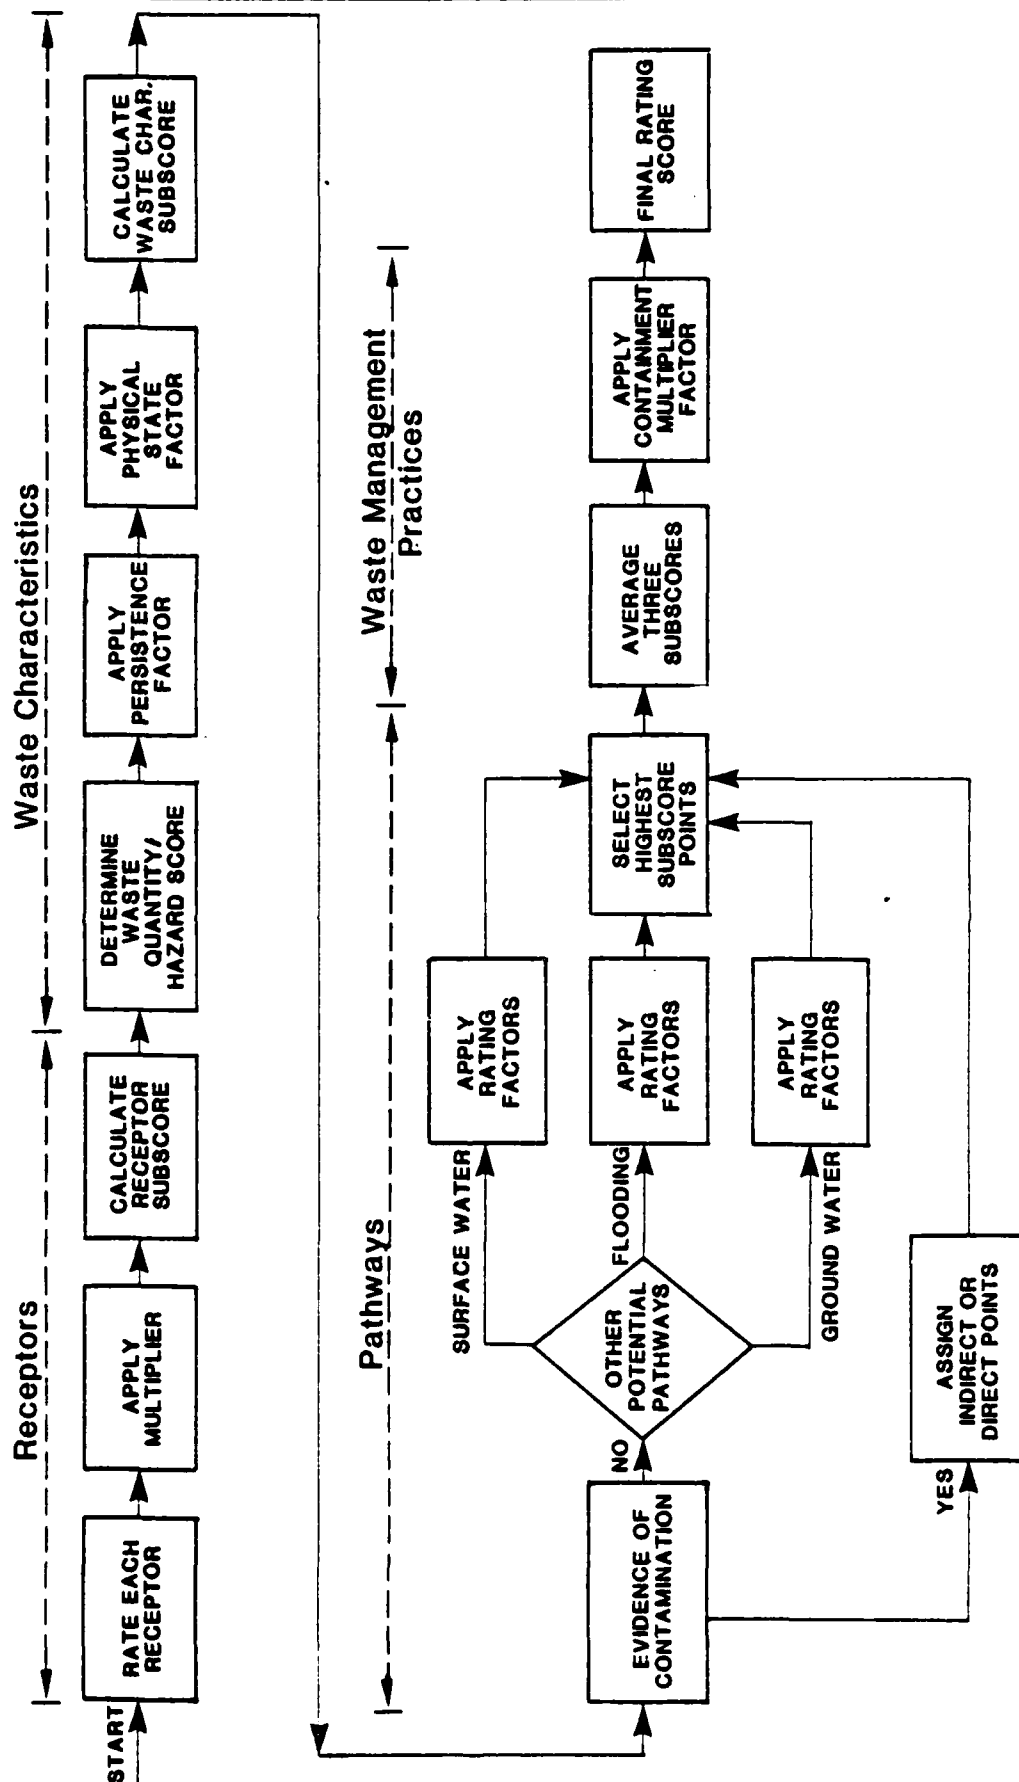 Receptors
Waste Characteristics
START
RATE EACH
RECEPTOR
APPLY
MULTIPLIER
CALCULATE
RECEPTOR
SUBSCORE
DETERMINE
WASTE
QUANTITY/
HAZARD SCORE
APPLY
PERSISTENCE
FACTOR
APPLY
PHYSICAL
STATE
FACTOR
CALCULATE
WASTE CHAR.
SUBSCORE
Pathways
Waste Management
Practices
EVIDENCE OF
CONTAMINATION
NO
YES
OTHER
POTENTIAL
PATHWAYS
SURFACE WATER
FLOODING
GROUND WATER
APPLY
RATING
FACTORS
APPLY
RATING
FACTORS
APPLY
RATING
FACTORS
ASSIGN
INDIRECT OR
DIRECT POINTS
SELECT
HIGHEST
SUBSCORE
POINTS
AVERAGE
THREE
SUBSCORES
APPLY
CONTAINMENT
MULTIPLIER
FACTOR
FINAL RATING
SCORE